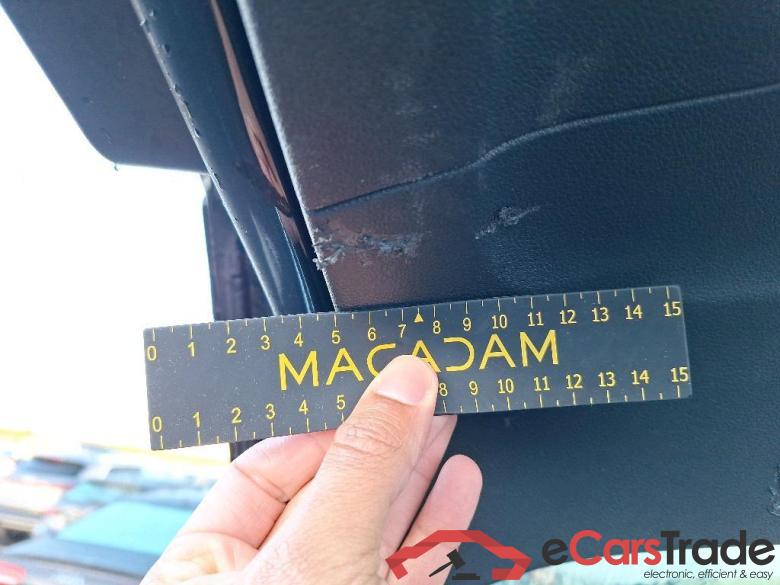 0 1 2 3 4 5 6 7 8 9 10 11 12 13 14 15
MACADAM
0 1 2 3 4 5 8 9 10 11 12 13 14 15
eCarsTrade
electronic, efficient & easy